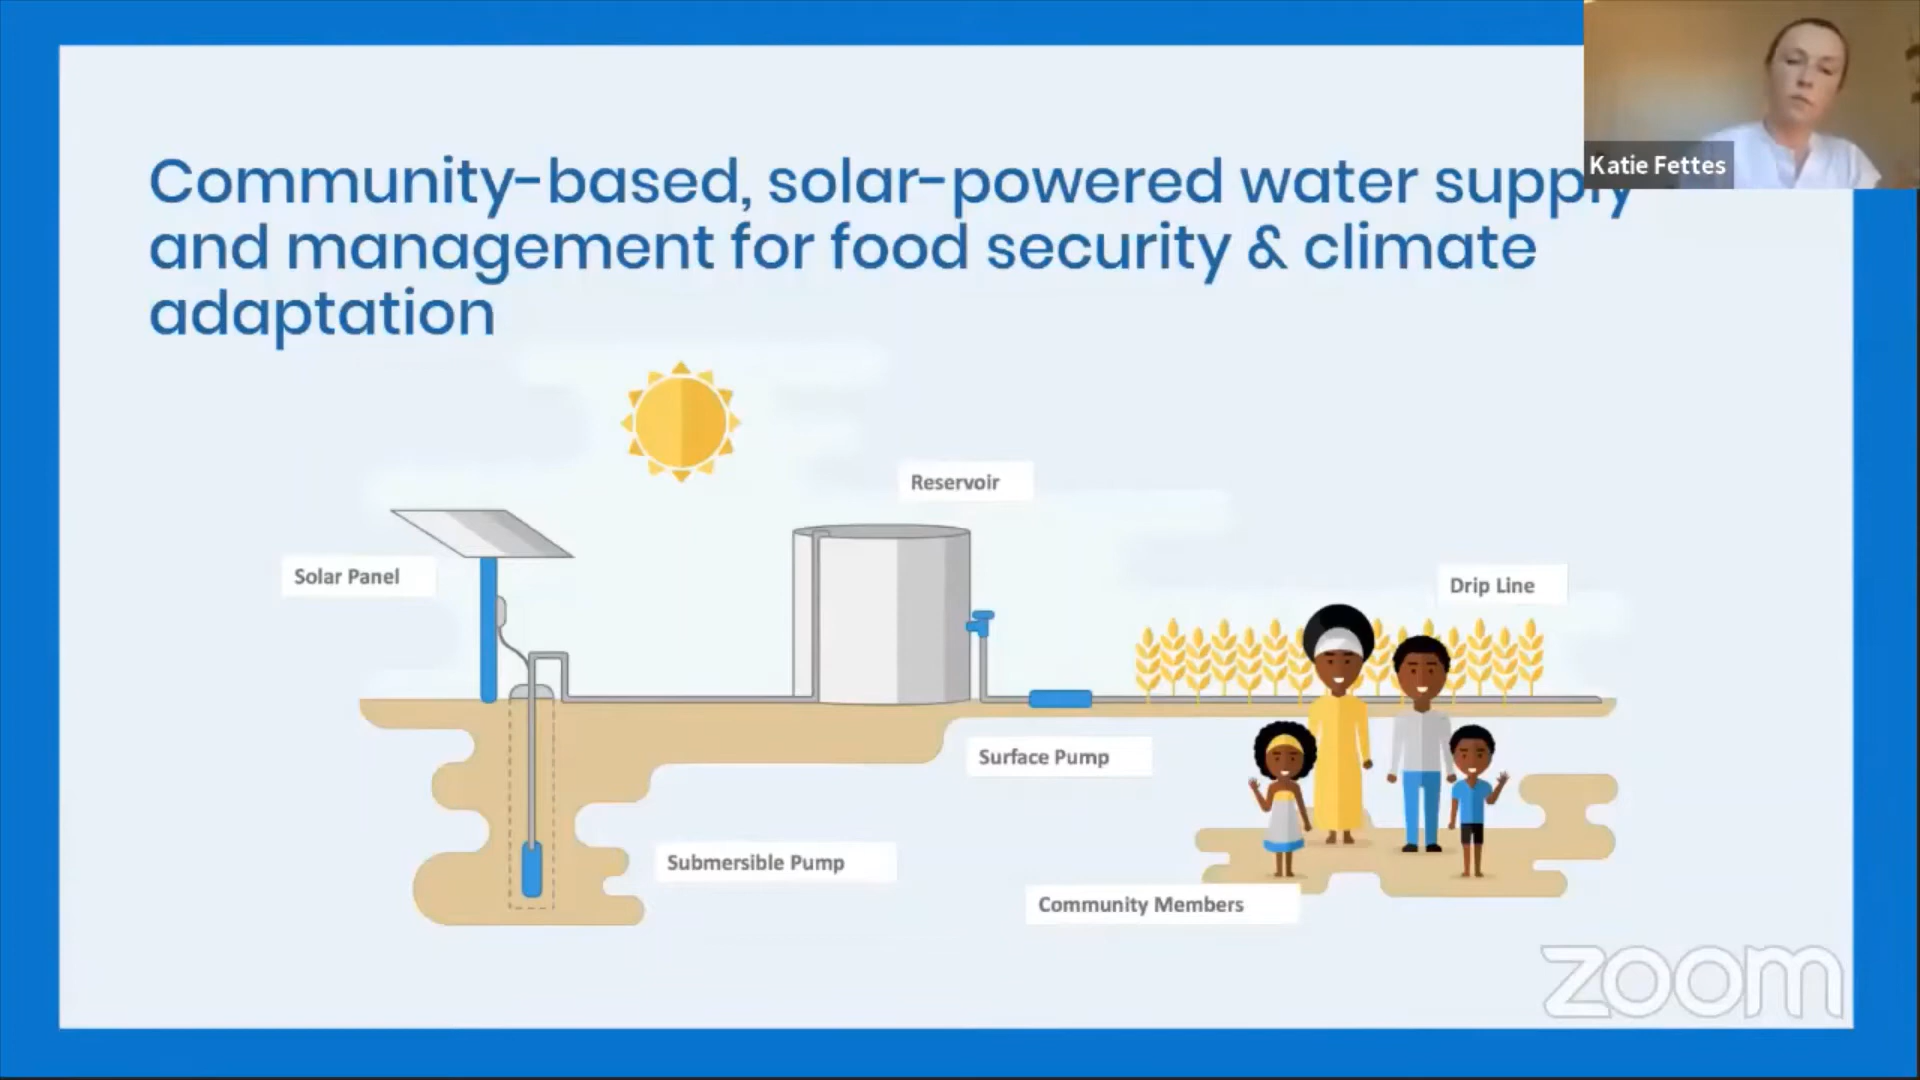 Katie Fettes
Community-based, solar-powered water supply
and management for food security & climate
adaptation
Reservoir
Solar Panel
Drip Line
Surface Pump
Submersible Pump
Community Members
zoom